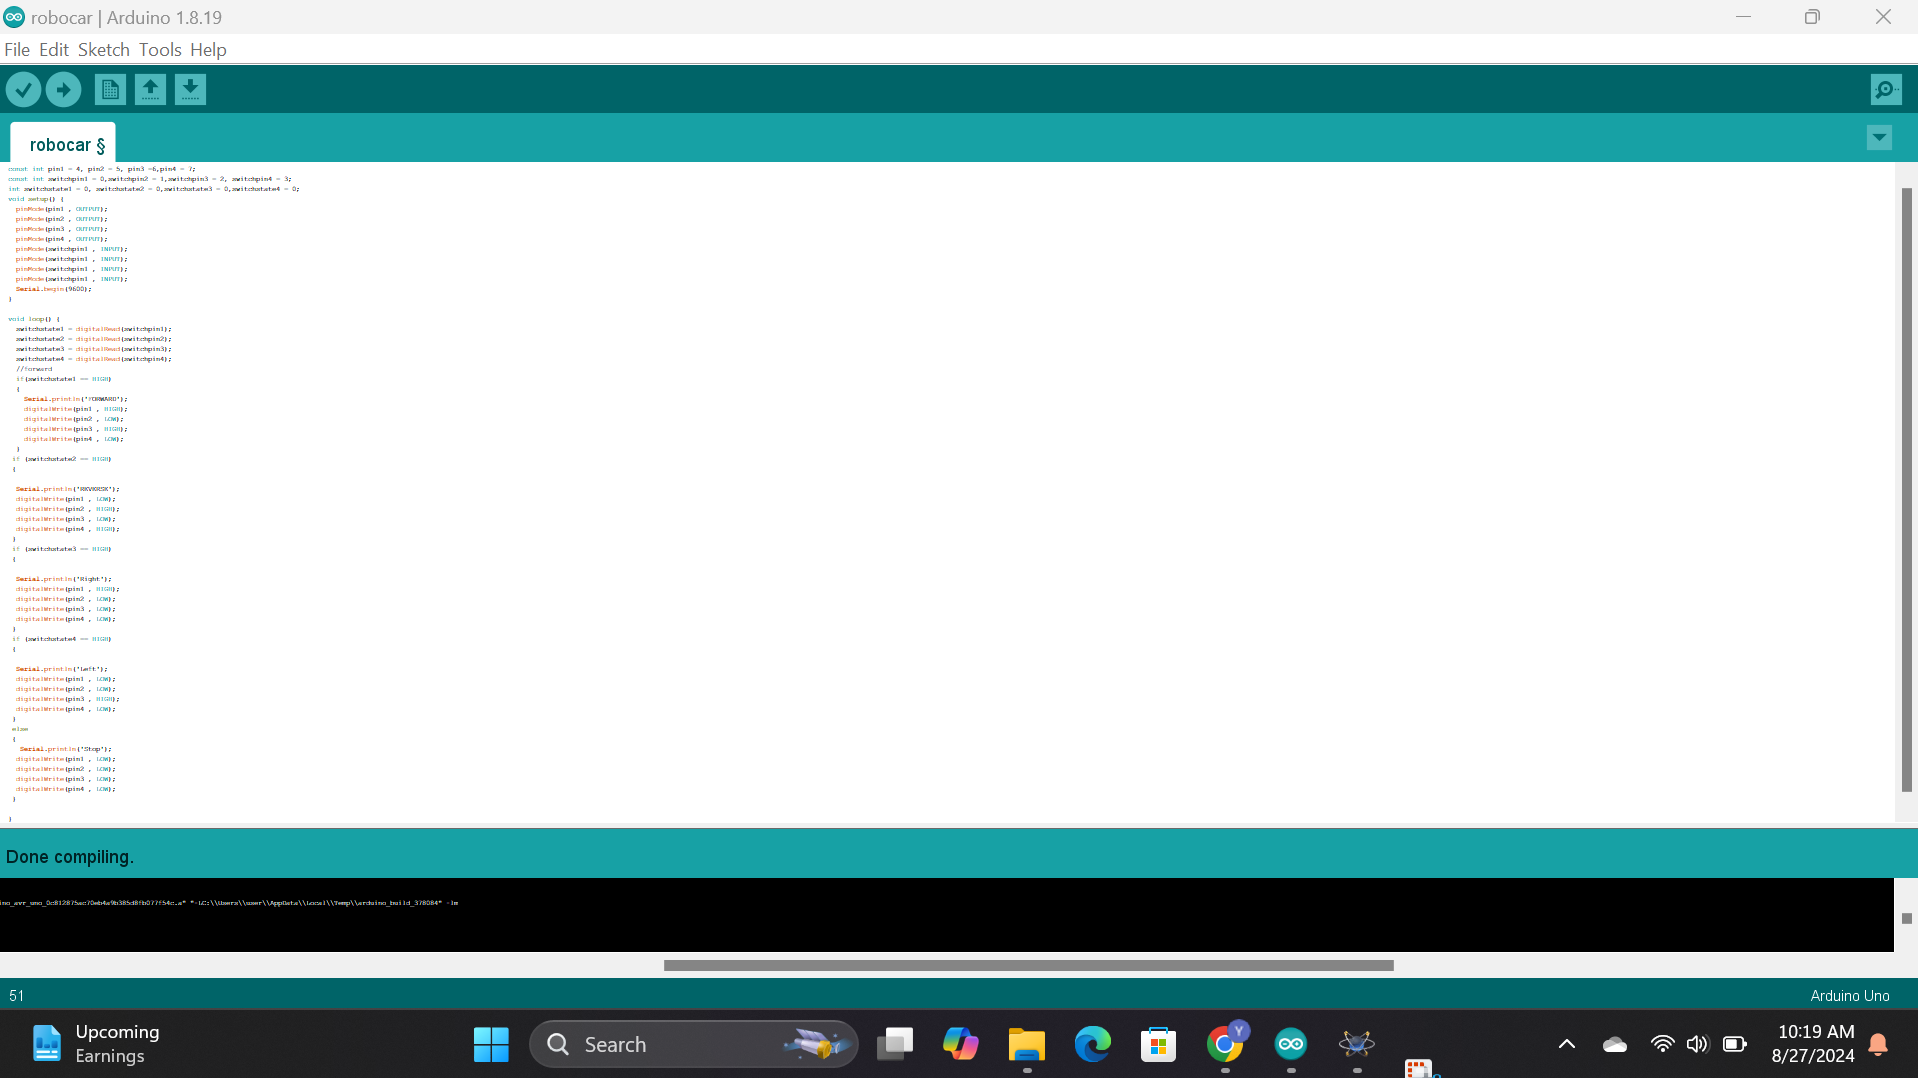 robocar | Arduino 1.8.19
File Edit Sketch Tools Help
robocar §
const int pin1 = 4, pin2 = 5, pin3 =6,pin4 = 7;
const int switchpin1 = 0,switchpin2 = 1,switchpin3 = 2, switchpin4 = 3;
int switchstate1 = 0, switchstate2 = 0,switchstate3 = 0,switchstate4 = 0;
void setup() {
pinMode(pin1 , OUTPUT);
pinMode(pin2 , OUTPUT);
pinMode(pin3 , OUTPUT);
pinMode(pin4 , OUTPUT);
pinMode(switchpin1 , INPUT);
pinMode(switchpin1 , INPUT);
pinMode(switchpin1 , INPUT);
pinMode(switchpin1 , INPUT);
Serial.begin(9600);
}
void loop() {
switchstate1 = digitalRead(switchpin1);
switchstate2 = digitalRead(switchpin2);
switchstate3 = digitalRead(switchpin3);
switchstate4 = digitalRead(switchpin4);
//forward
if(switchstate1 == HIGH)
{
Serial.println("FORWARD");
digitalWrite(pin1 , HIGH);
digitalWrite(pin2 , LOW);
digitalWrite(pin3 , HIGH);
digitalWrite(pin4 , LOW);
}
if (switchstate2 == HIGH)
{
Serial.println("REVERSE");
digitalWrite(pin1 , LOW);
digitalWrite(pin2 , HIGH);
digitalWrite(pin3 , LOW);
digitalWrite(pin4 , HIGH);
}
if (switchstate3 == HIGH)
{
Serial.println("Right");
digitalWrite(pin1 , HIGH);
digitalWrite(pin2 , LOW);
digitalWrite(pin3 , LOW);
digitalWrite(pin4 , LOW);
}
if (switchstate4 == HIGH)
{
Serial.println("Left");
digitalWrite(pin1 , LOW);
digitalWrite(pin2 , LOW);
digitalWrite(pin3 , HIGH);
digitalWrite(pin4 , LOW);
}
else
{
Serial.println("Stop");
digitalWrite(pin1 , LOW);
digitalWrite(pin2 , LOW);
digitalWrite(pin3 , LOW);
digitalWrite(pin4 , LOW);
}
}
Done compiling.
"-LC:\\Users\\user\\AppData\\Local\\Temp\\arduino_build_378084" -lm
51
Arduino Uno
Upcoming
Earnings
Search
Y
10:19 AM
8/27/2024